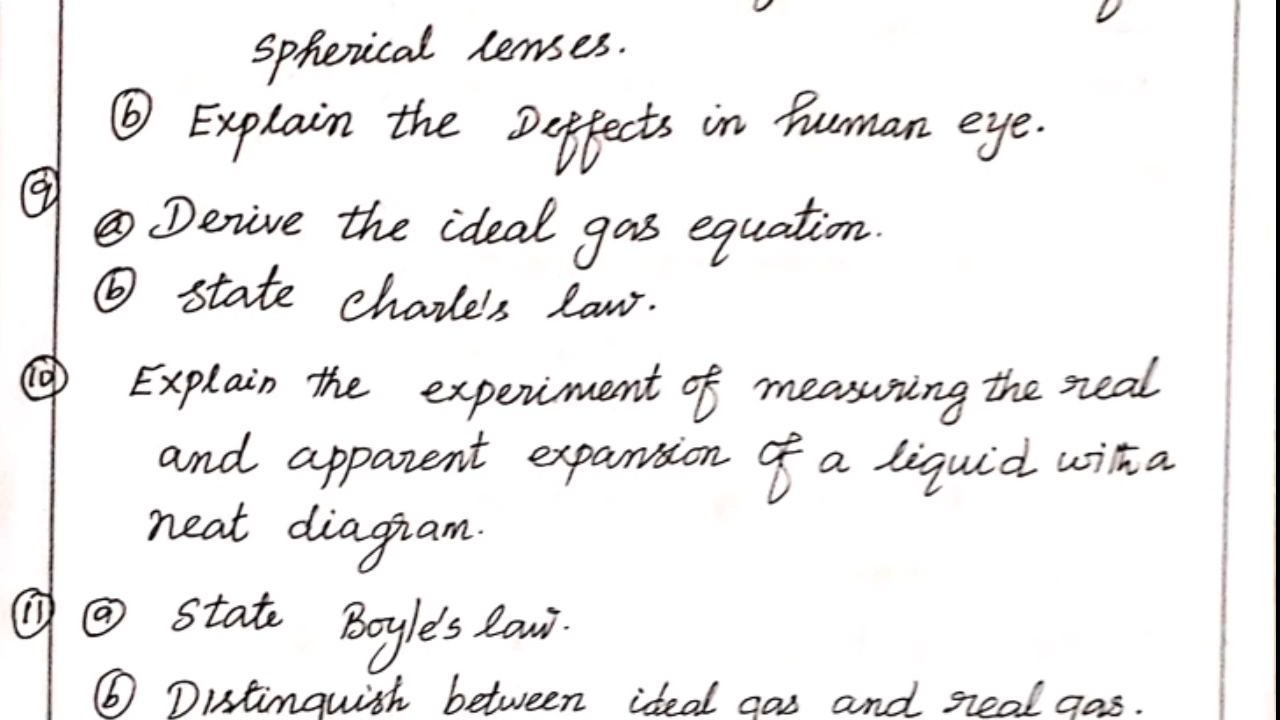 spherical lenses.
(b) Explain the Deffects in human eye.
(9)
(a) Derive the ideal gas equation.
(b) state Charle's law.
(10) Explain the experiment of measuring the real
and apparent expansion of a liquid with a
neat diagram.
(11) (a) State Boyle's law.
(b) Distinguish between ideal gas and real gas.